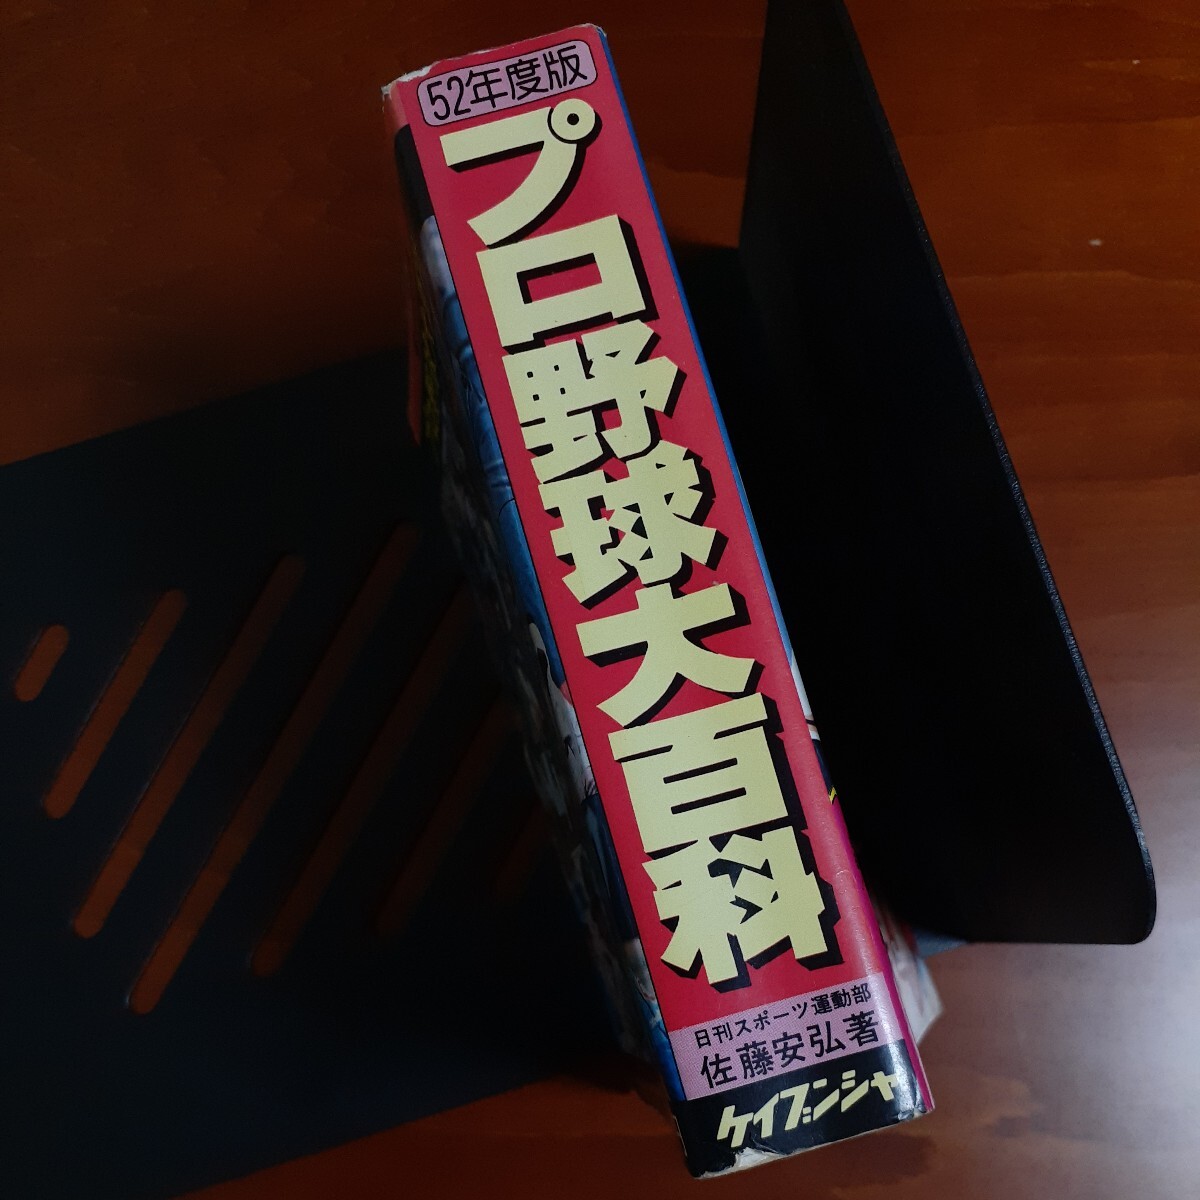 52年度版
プロ野球大百科
日刊スポーツ運動部
佐藤安弘著
ケイブンシャ